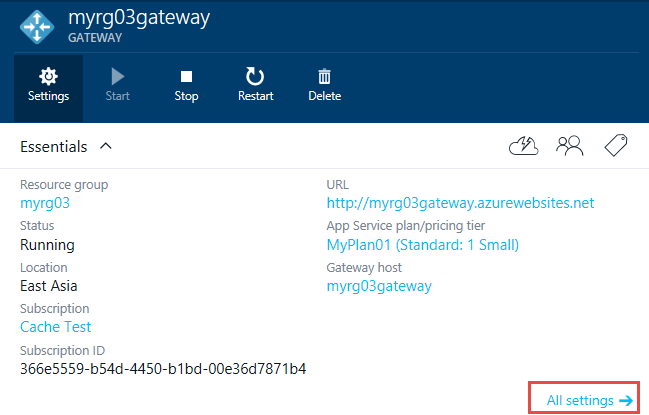 myrg03gateway
GATEWAY
Settings
Start
Stop
Restart
Delete
Essentials
Resource group
myrg03
Status
Running
Location
East Asia
Subscription
Cache Test
Subscription ID
366e5559-b54d-4450-b1bd-00e36d7871b4
URL
http://myrg03gateway.azurewebsites.net
App Service plan/pricing tier
MyPlan01 (Standard: 1 Small)
Gateway host
myrg03gateway
All settings